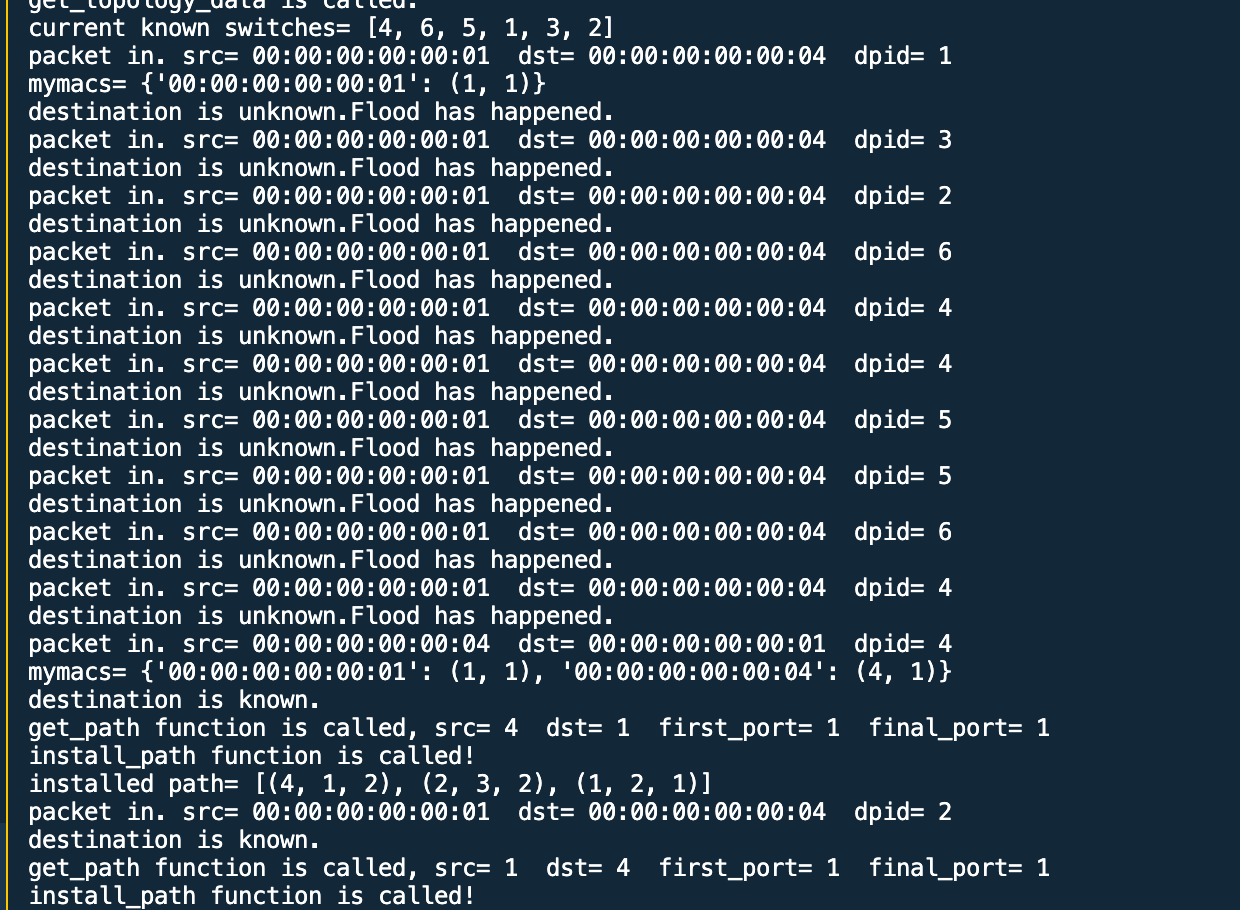 get_topology_data is called.
current known switches= [4, 6, 5, 1, 3, 2]
packet in. src= 00:00:00:00:00:01  dst= 00:00:00:00:00:04  dpid= 1
mymacs= {'00:00:00:00:00:01': (1, 1)}
destination is unknown.Flood has happened.
packet in. src= 00:00:00:00:00:01  dst= 00:00:00:00:00:04  dpid= 3
destination is unknown.Flood has happened.
packet in. src= 00:00:00:00:00:01  dst= 00:00:00:00:00:04  dpid= 2
destination is unknown.Flood has happened.
packet in. src= 00:00:00:00:00:01  dst= 00:00:00:00:00:04  dpid= 6
destination is unknown.Flood has happened.
packet in. src= 00:00:00:00:00:01  dst= 00:00:00:00:00:04  dpid= 4
destination is unknown.Flood has happened.
packet in. src= 00:00:00:00:00:01  dst= 00:00:00:00:00:04  dpid= 4
destination is unknown.Flood has happened.
packet in. src= 00:00:00:00:00:01  dst= 00:00:00:00:00:04  dpid= 5
destination is unknown.Flood has happened.
packet in. src= 00:00:00:00:00:01  dst= 00:00:00:00:00:04  dpid= 5
destination is unknown.Flood has happened.
packet in. src= 00:00:00:00:00:01  dst= 00:00:00:00:00:04  dpid= 6
destination is unknown.Flood has happened.
packet in. src= 00:00:00:00:00:01  dst= 00:00:00:00:00:04  dpid= 4
destination is unknown.Flood has happened.
packet in. src= 00:00:00:00:00:04  dst= 00:00:00:00:00:01  dpid= 4
mymacs= {'00:00:00:00:00:01': (1, 1), '00:00:00:00:00:04': (4, 1)}
destination is known.
get_path function is called, src= 4  dst= 1  first_port= 1  final_port= 1
install_path function is called!
installed path= [(4, 1, 2), (2, 3, 2), (1, 2, 1)]
packet in. src= 00:00:00:00:00:01  dst= 00:00:00:00:00:04  dpid= 2
destination is known.
get_path function is called, src= 1  dst= 4  first_port= 1  final_port= 1
install_path function is called!